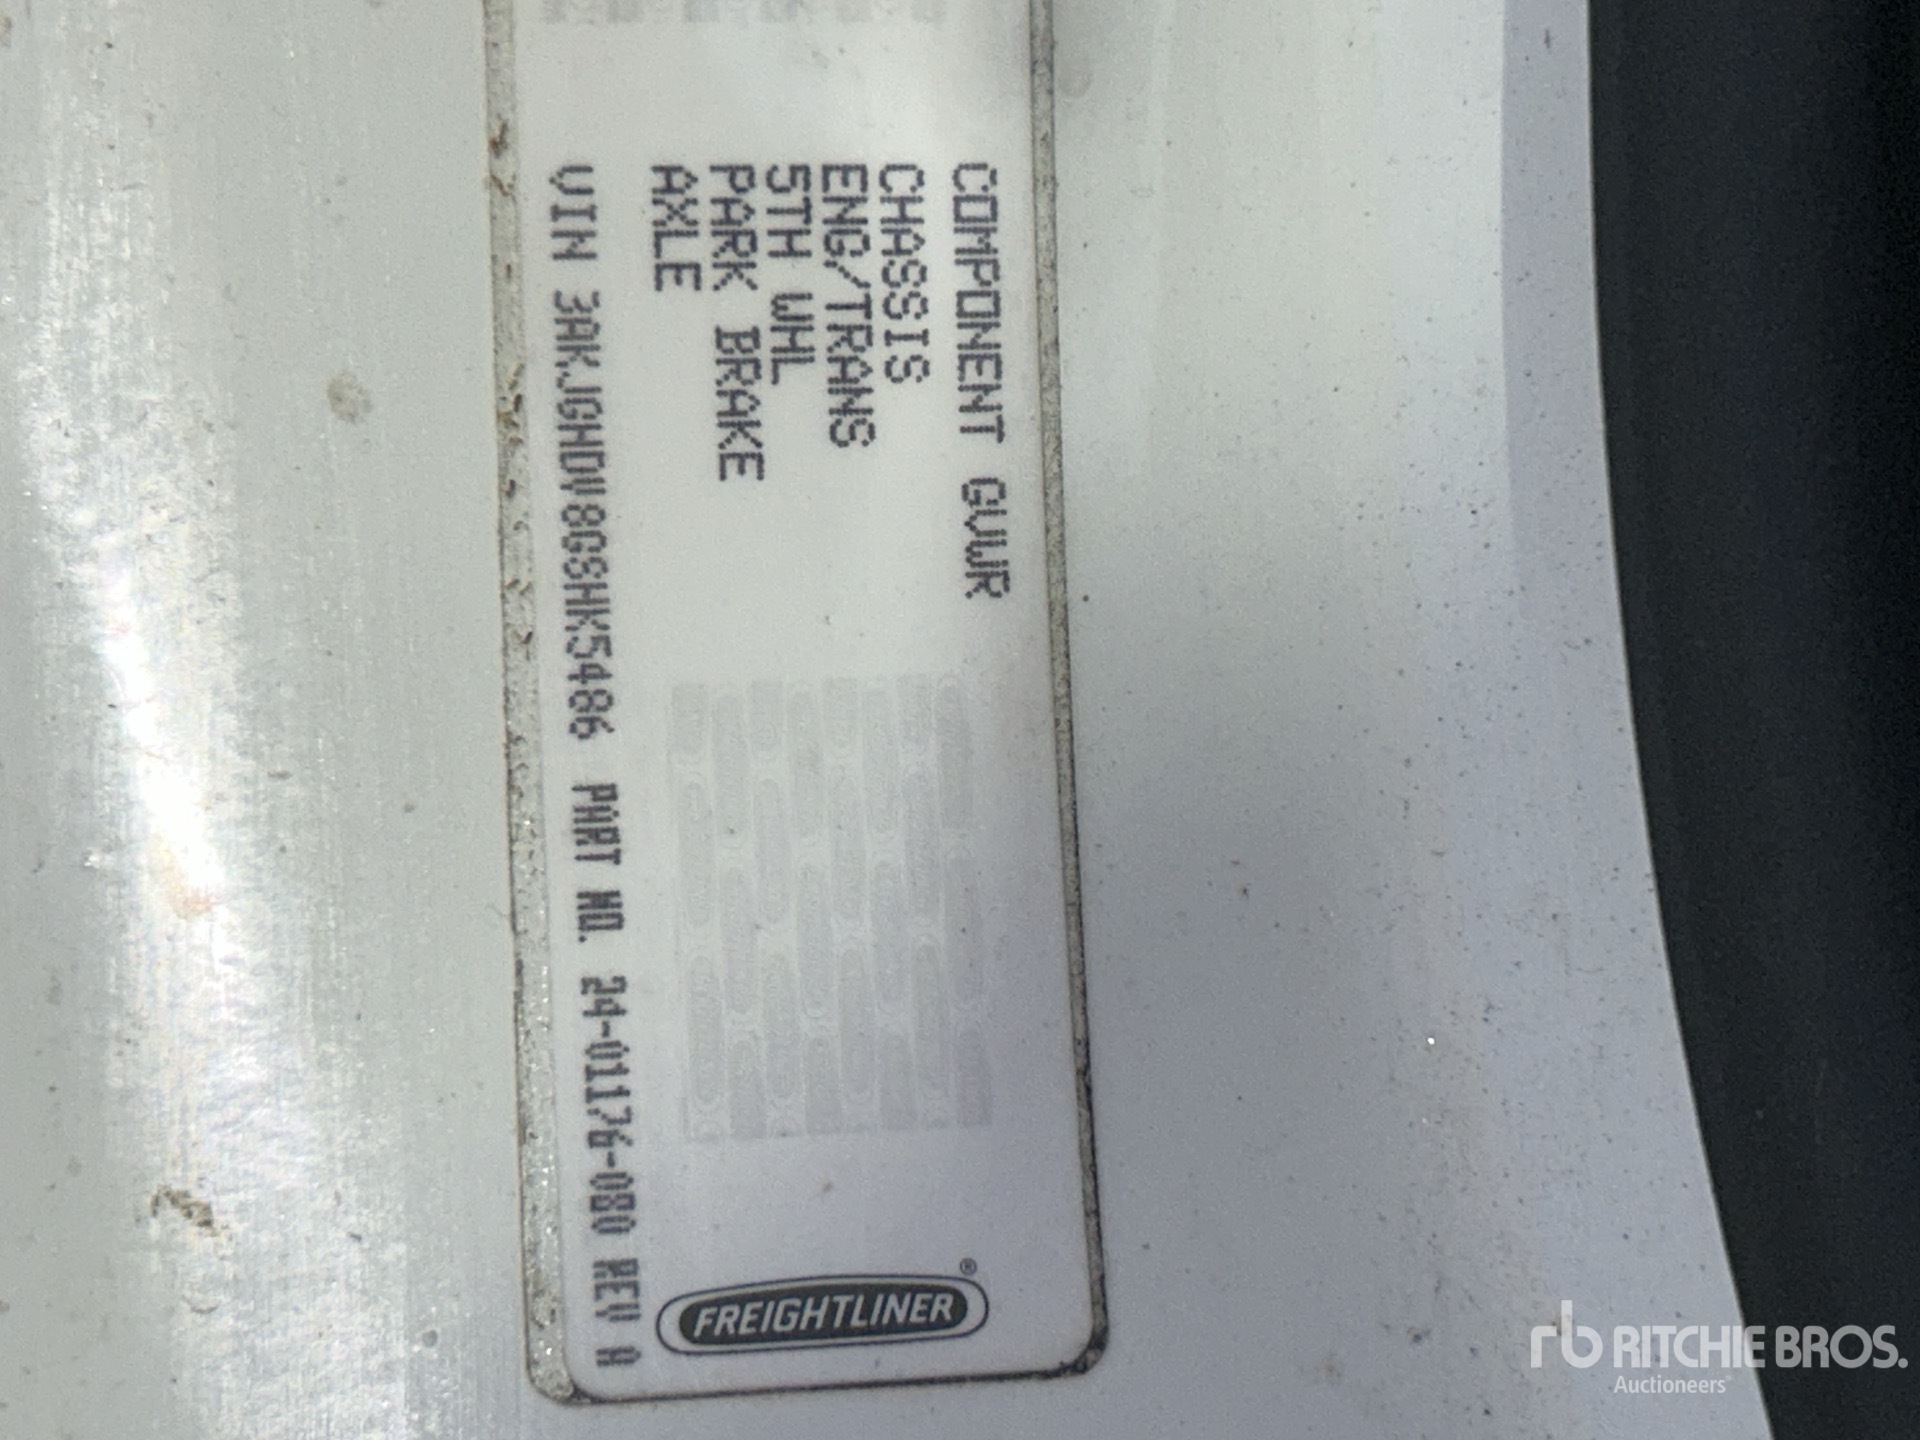 COMPONENT GVWR
CHASSIS
ENG/TRANS
5TH WHL
PARK BRAKE
AXLE
VIN 3AKJGHDV8GSHK5486 PART NO. 24-01176-080 REV A
FREIGHTLINER®
rb RITCHIE BROS.
Auctioneers